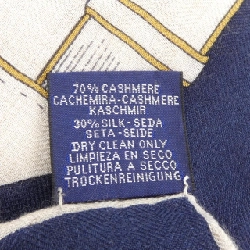 70% CASHMERE
CACHEMIRA-CASHMERE
KASCHMIR
30% SILK-SEDA
SETA-SEIDE
DRY CLEAN ONLY
LIMPIEZA EN SECO
PULITURA A SECCO
TROCKENREINIGUNG